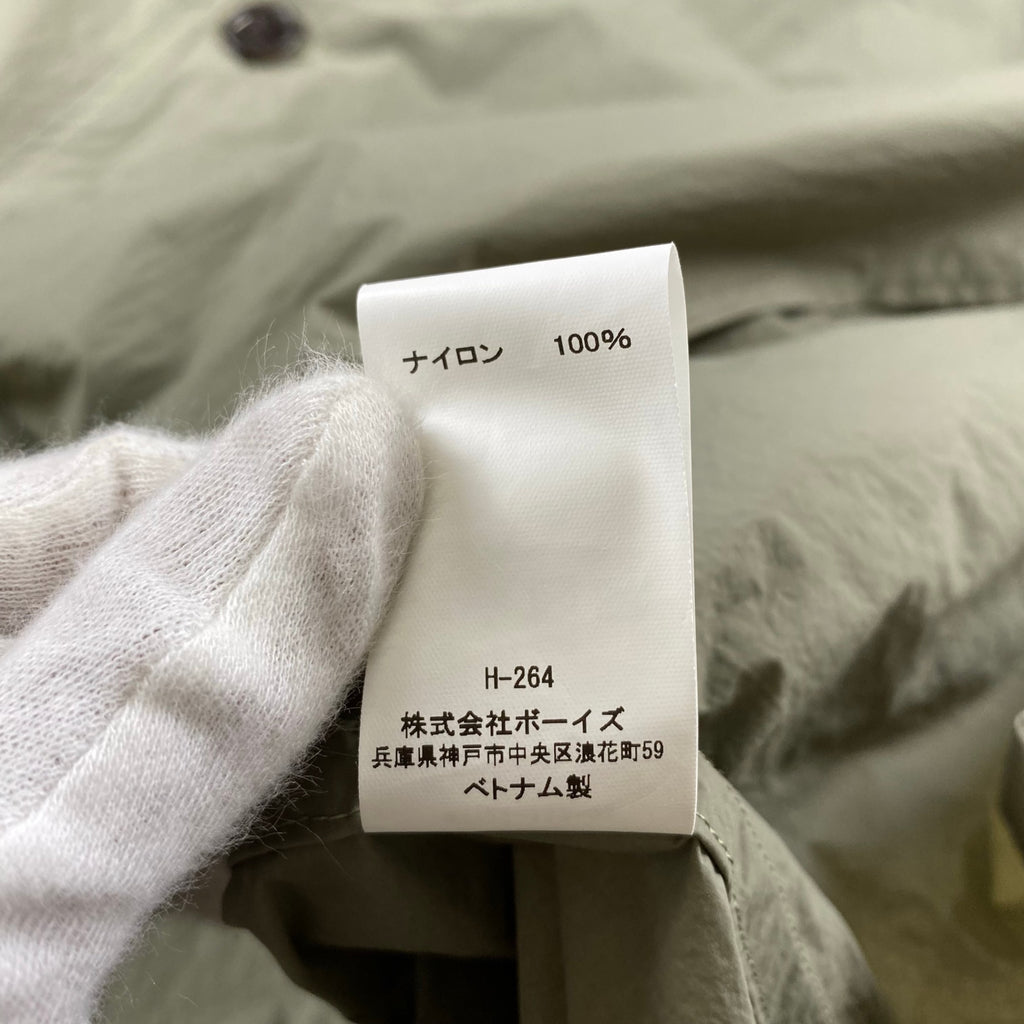 ナイロン 100%
H-264
株式会社ボーイズ
兵庫県神戸市中央区浪花町59
ベトナム製